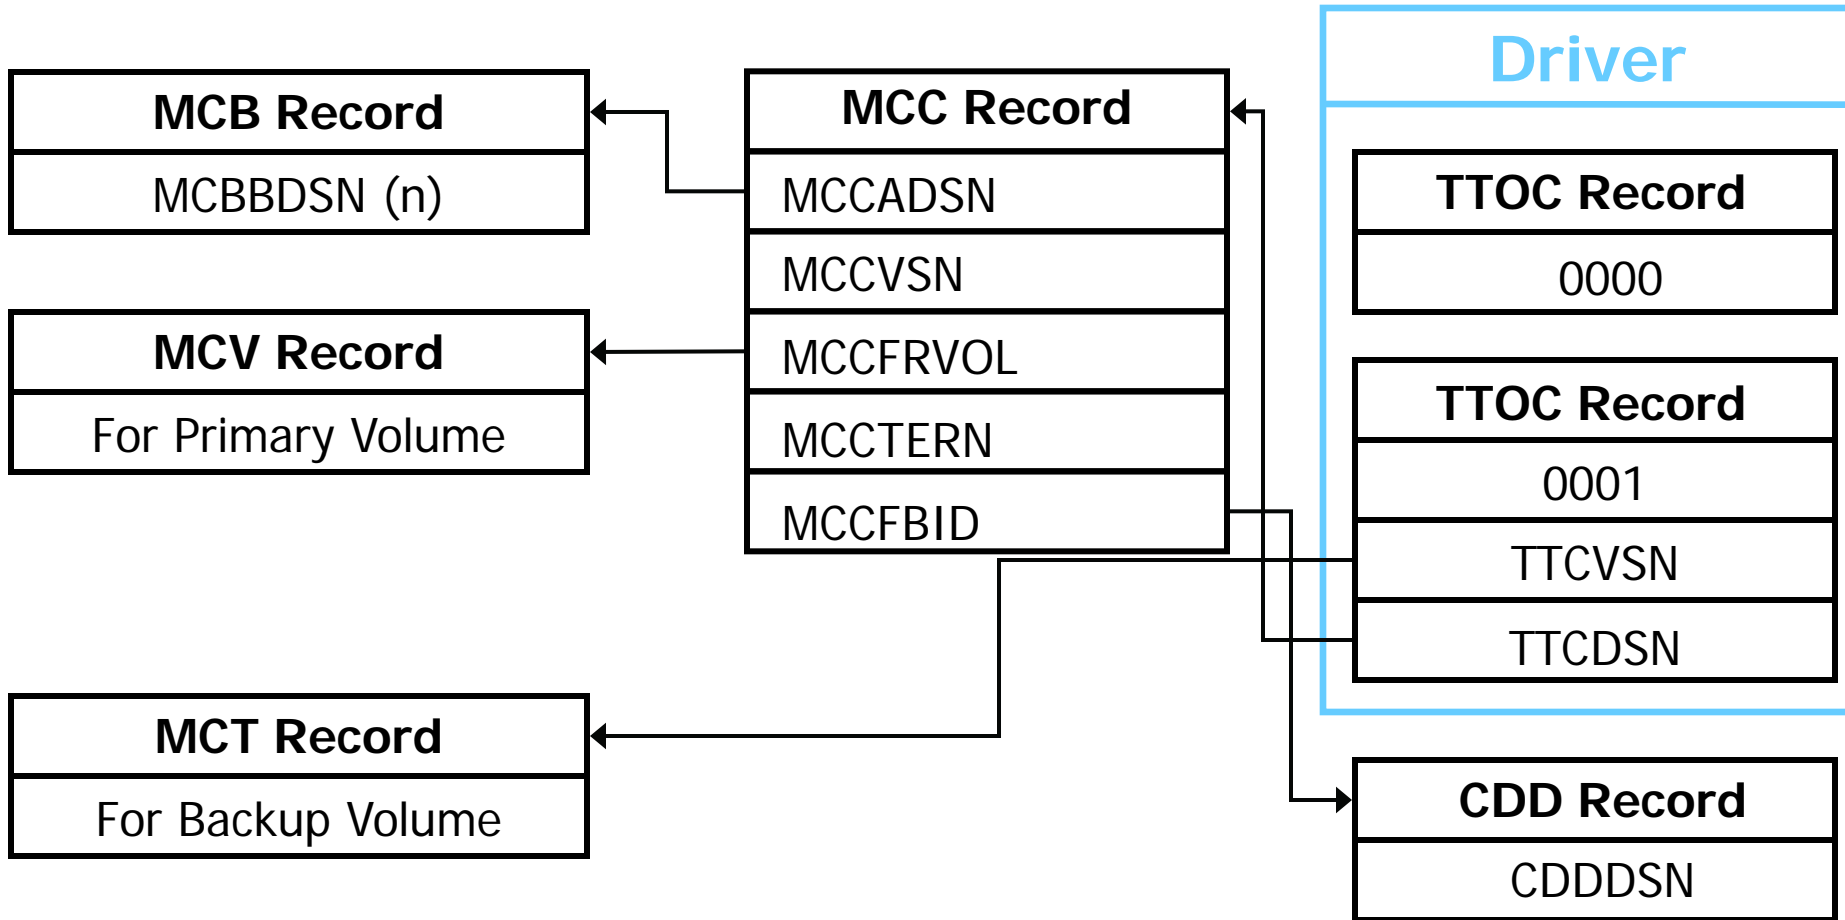 MCB Record
MCBBDSN (n)
MCV Record
For Primary Volume
MCT Record
For Backup Volume
MCC Record
MCCADSN
MCCVSN
MCCFRVOL
MCCTERN
MCCFBID
Driver
TTOC Record
0000
TTOC Record
0001
TTCVSN
TTCDSN
CDD Record
CDDDSN